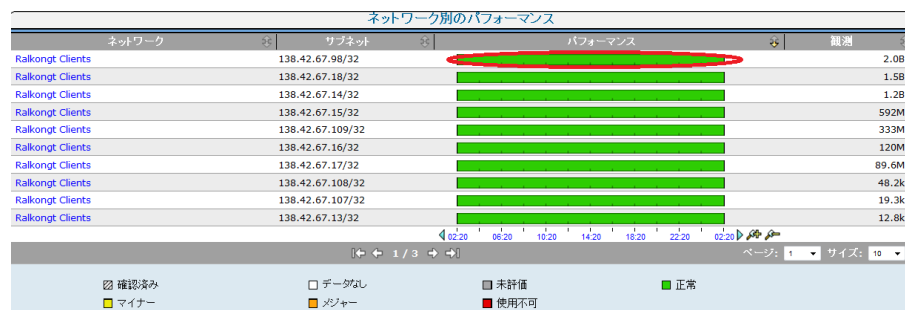 ネットワーク別のパフォーマンス
ネットワーク サブネット パフォーマンス 観測
Ralkongt Clients 138.42.67.98/32 2.0B
Ralkongt Clients 138.42.67.18/32 1.5B
Ralkongt Clients 138.42.67.14/32 1.2B
Ralkongt Clients 138.42.67.15/32 592M
Ralkongt Clients 138.42.67.109/32 333M
Ralkongt Clients 138.42.67.16/32 120M
Ralkongt Clients 138.42.67.17/32 89.6M
Ralkongt Clients 138.42.67.108/32 48.2k
Ralkongt Clients 138.42.67.107/32 19.3k
Ralkongt Clients 138.42.67.13/32 12.8k
02:20 06:20 10:20 14:20 18:20 22:20 02:20
1 / 3 ページ: 1 サイズ: 10
確認済み データなし 未評価 正常
マイナー メジャー 使用不可